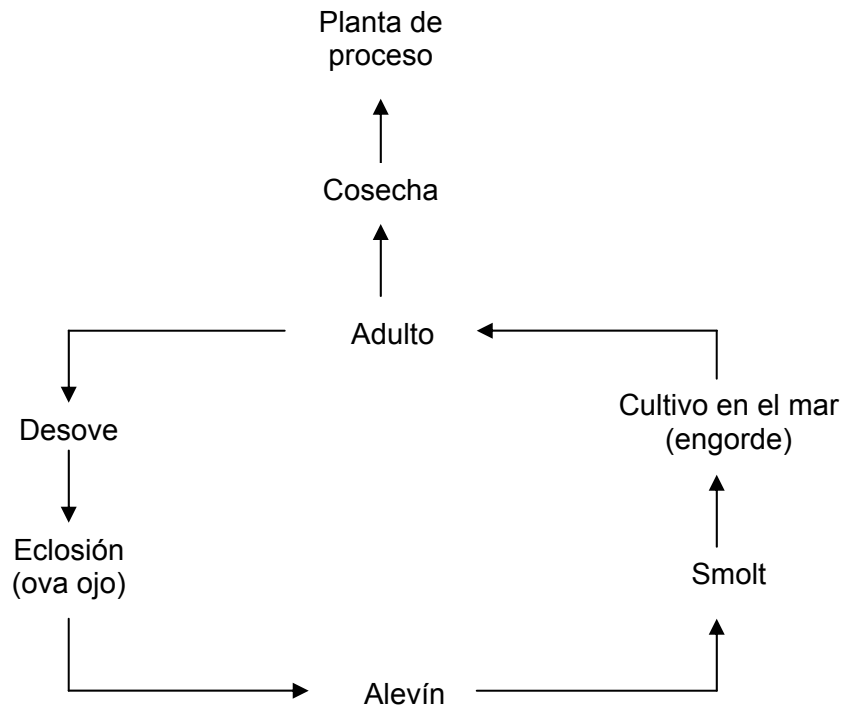 Planta de
proceso
Cosecha
Adulto
Desove
Cultivo en el mar
(engorde)
Eclosión
(ova ojo)
Smolt
Alevín